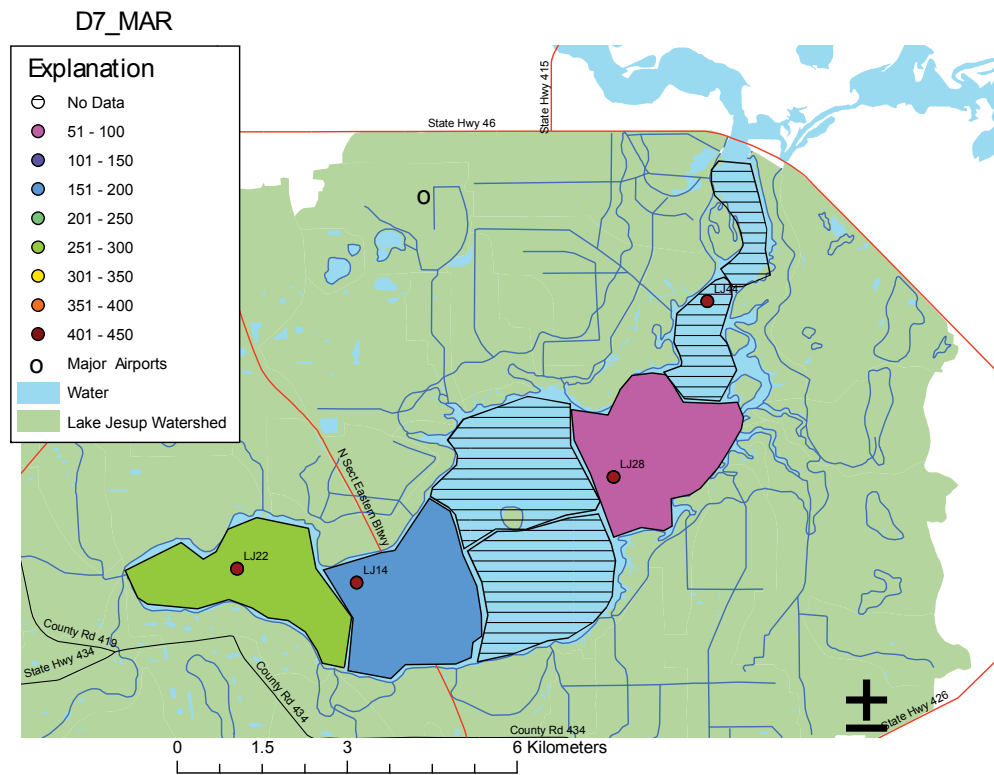 D7_MAR
Explanation
No Data
51 - 100
101 - 150
151 - 200
201 - 250
251 - 300
301 - 350
351 - 400
401 - 450
O Major Airports
Water
Lake Jesup Watershed
State Hwy 46
State Hwy 415
O
LJ44
N Sect Eastern Bltwy
LJ28
LJ22
LJ14
County Rd 419
State Hwy 434
County Rd 434
County Rd 434
State Hwy 426
0 1.5 3 6 Kilometers